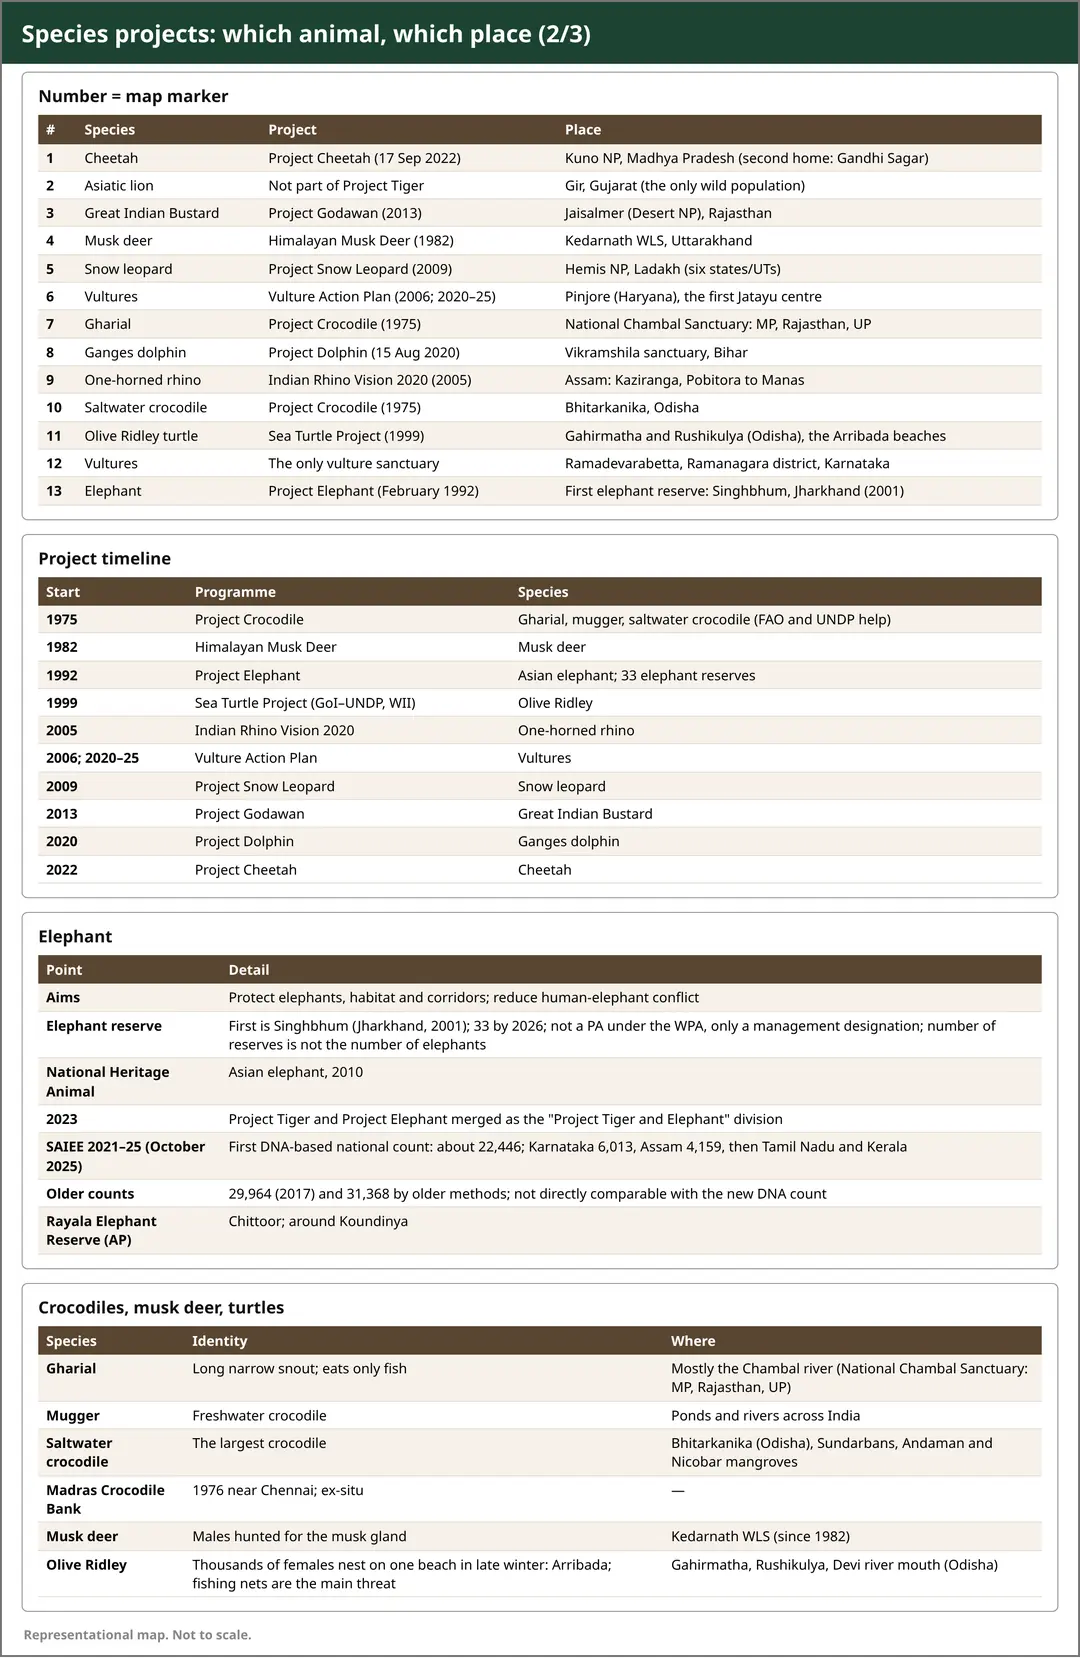 Species projects: which animal, which place (2/3)
Number = map marker
# Species Project Place
1 Cheetah Project Cheetah (17 Sep 2022) Kuno NP, Madhya Pradesh (second home: Gandhi Sagar)
2 Asiatic lion Not part of Project Tiger Gir, Gujarat (the only wild population)
3 Great Indian Bustard Project Godawan (2013) Jaisalmer (Desert NP), Rajasthan
4 Musk deer Himalayan Musk Deer (1982) Kedarnath WLS, Uttarakhand
5 Snow leopard Project Snow Leopard (2009) Hemis NP, Ladakh (six states/UTs)
6 Vultures Vulture Action Plan (2006; 2020–25) Pinjore (Haryana), the first Jatayu centre
7 Gharial Project Crocodile (1975) National Chambal Sanctuary: MP, Rajasthan, UP
8 Ganges dolphin Project Dolphin (15 Aug 2020) Vikramshila sanctuary, Bihar
9 One-horned rhino Indian Rhino Vision 2020 (2005) Assam: Kaziranga, Pobitora to Manas
10 Saltwater crocodile Project Crocodile (1975) Bhitarkanika, Odisha
11 Olive Ridley turtle Sea Turtle Project (1999) Gahirmatha and Rushikulya (Odisha), the Arribada beaches
12 Vultures The only vulture sanctuary Ramadevarabetta, Ramanagara district, Karnataka
13 Elephant Project Elephant (February 1992) First elephant reserve: Singhbhum, Jharkhand (2001)
Project timeline
Start Programme Species
1975 Project Crocodile Gharial, mugger, saltwater crocodile (FAO and UNDP help)
1982 Himalayan Musk Deer Musk deer
1992 Project Elephant Asian elephant; 33 elephant reserves
1999 Sea Turtle Project (GoI–UNDP, WII) Olive Ridley
2005 Indian Rhino Vision 2020 One-horned rhino
2006; 2020–25 Vulture Action Plan Vultures
2009 Project Snow Leopard Snow leopard
2013 Project Godawan Great Indian Bustard
2020 Project Dolphin Ganges dolphin
2022 Project Cheetah Cheetah
Elephant
Point Detail
Aims Protect elephants, habitat and corridors; reduce human-elephant conflict
Elephant reserve First is Singhbhum (Jharkhand, 2001); 33 by 2026; not a PA under the WPA, only a management designation; number of
reserves is not the number of elephants
National Heritage Asian elephant, 2010
Animal
2023 Project Tiger and Project Elephant merged as the "Project Tiger and Elephant" division
SAIEE 2021–25 (October First DNA-based national count: about 22,446; Karnataka 6,013, Assam 4,159, then Tamil Nadu and Kerala
2025)
Older counts 29,964 (2017) and 31,368 by older methods; not directly comparable with the new DNA count
Rayala Elephant Chittoor; around Koundinya
Reserve (AP)
Crocodiles, musk deer, turtles
Species Identity Where
Gharial Long narrow snout; eats only fish Mostly the Chambal river (National Chambal Sanctuary:
MP, Rajasthan, UP)
Mugger Freshwater crocodile Ponds and rivers across India
Saltwater The largest crocodile Bhitarkanika (Odisha), Sundarbans, Andaman and
crocodile Nicobar mangroves
Madras Crocodile 1976 near Chennai; ex-situ —
Bank
Musk deer Males hunted for the musk gland Kedarnath WLS (since 1982)
Olive Ridley Thousands of females nest on one beach in late winter: Arribada; Gahirmatha, Rushikulya, Devi river mouth (Odisha)
fishing nets are the main threat
Representational map. Not to scale.